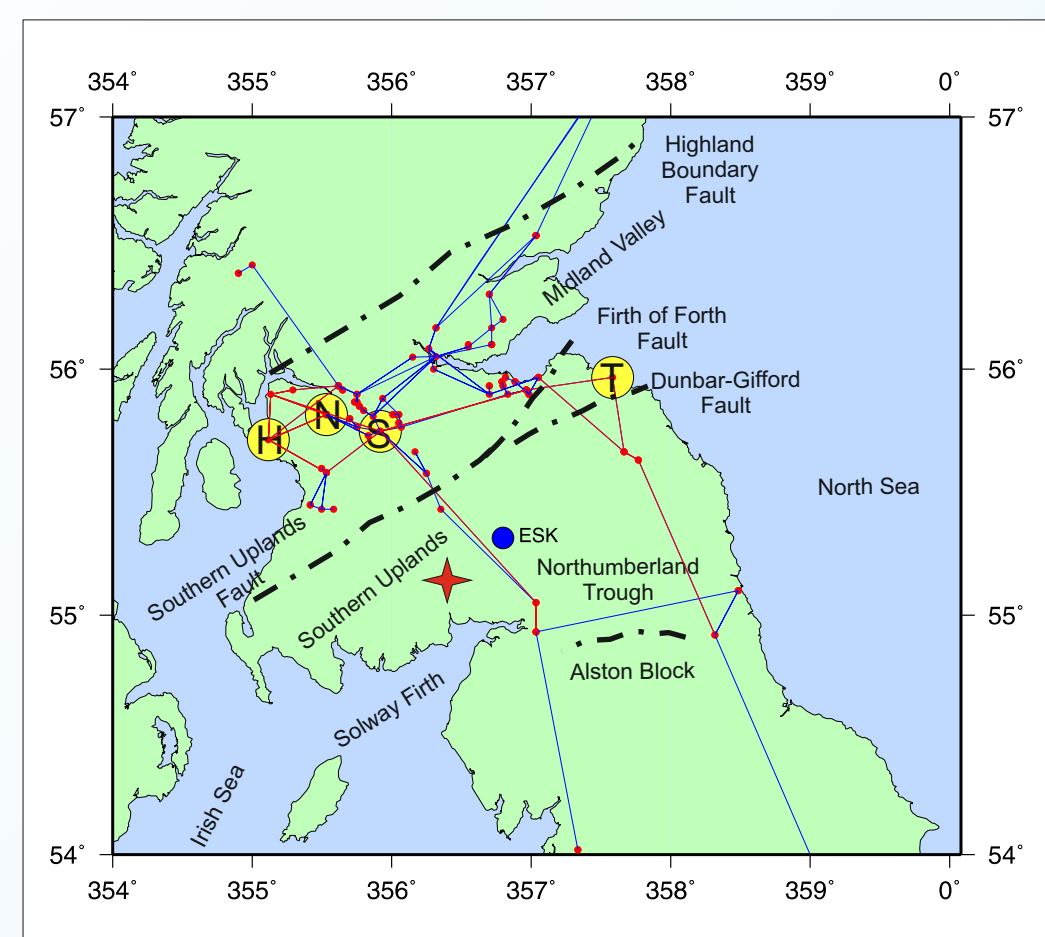 354° 355° 356° 357° 358° 359° 0°
57° 57°
Highland
Boundary
Fault
Midland Valley
Firth of Forth
Fault
56° 56°
T
Dunbar-Gifford
Fault
N
H
S
North Sea
ESK
Southern Uplands
Fault
Southern Uplands
Northumberland
Trough
55° 55°
Alston Block
Solway Firth
Irish Sea
54° 54°
354° 355° 356° 357° 358° 359° 0°